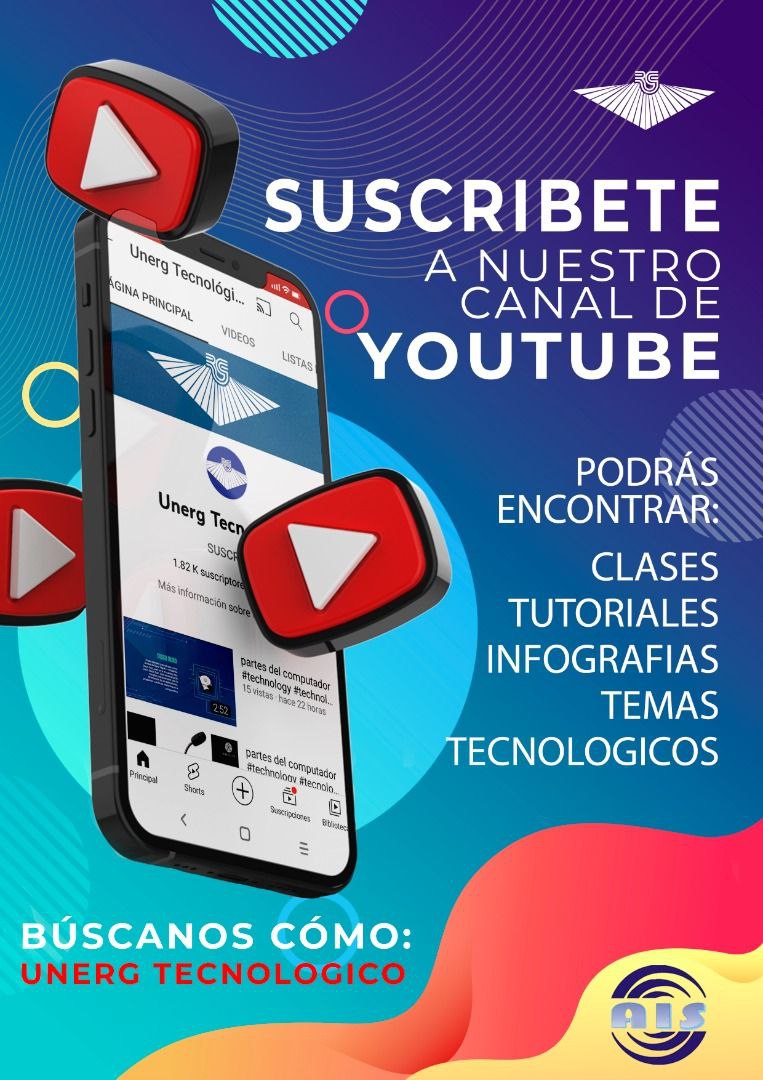 SUSCRIBETE
A NUESTRO
CANAL DE
YOUTUBE
Unerg Tecnológi...
ÁGINA PRINCIPAL VIDEOS LISTAS
Unerg Tecn
SUSCR
1.82 K suscriptore
Más información sobre
partes del computador
#technology #technol...
15 vistas · hace 22 horas
2:52
partes del computador
#technology #tecnolo...
Principal
Shorts
Suscripciones
Bibliotec
PODRÁS
ENCONTRAR:
CLASES
TUTORIALES
INFOGRAFIAS
TEMAS
TECNOLOGICOS
BÚSCANOS CÓMO:
UNERG TECNOLOGICO
AIS